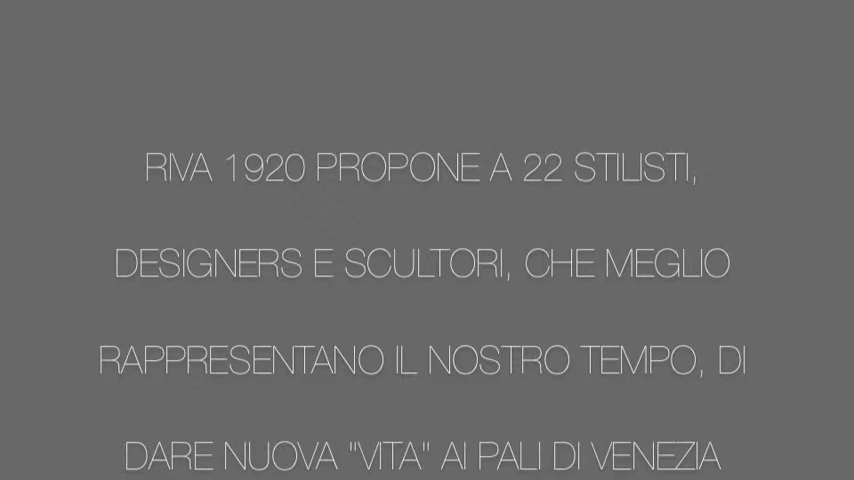 RIVA 1920 PROPONE A 22 STILISTI,
DESIGNERS E SCULTORI, CHE MEGLIO
RAPPRESENTANO IL NOSTRO TEMPO, DI
DARE NUOVA "VITA" AI PALI DI VENEZIA